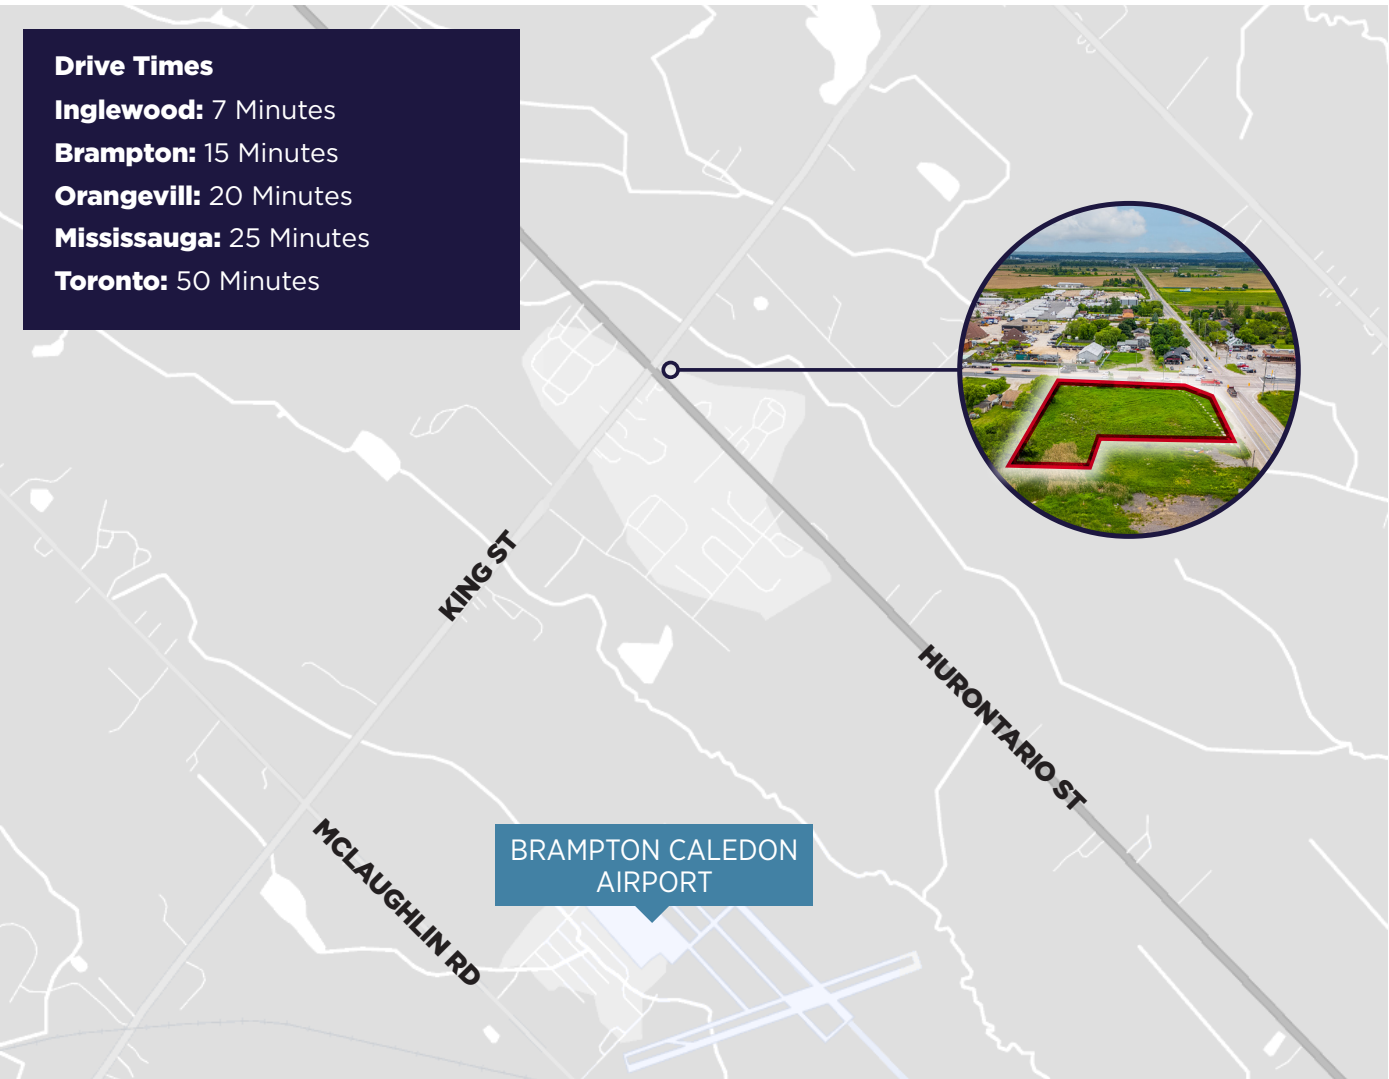 Drive Times
Inglewood: 7 Minutes
Brampton: 15 Minutes
Orangevill: 20 Minutes
Mississauga: 25 Minutes
Toronto: 50 Minutes
KING ST
HURONTARIO ST
MCLAUGHLIN RD
BRAMPTON CALEDON
AIRPORT